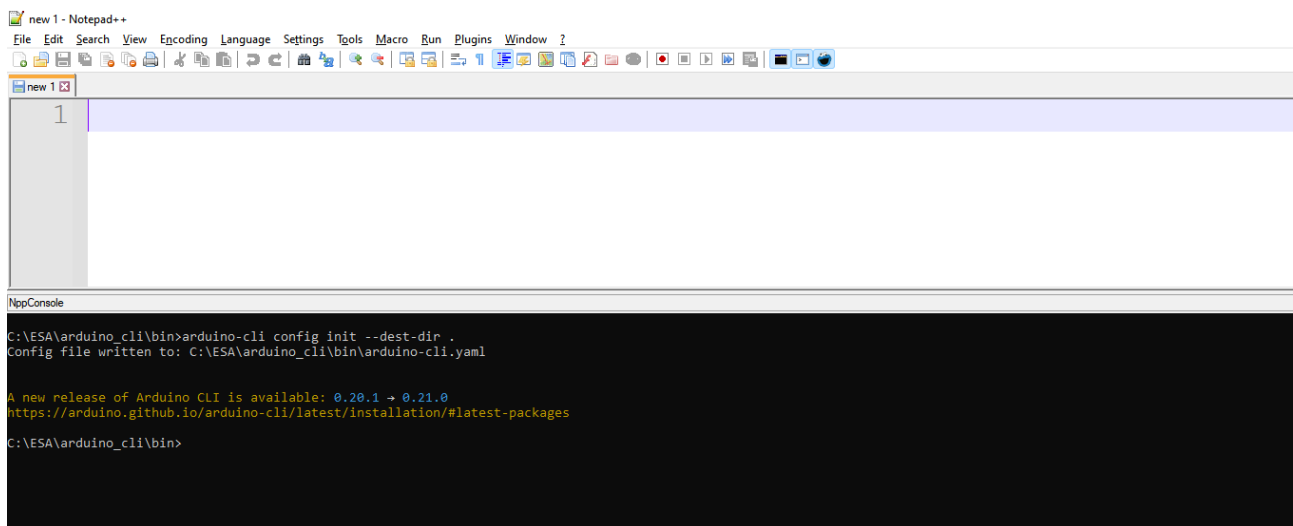 new 1 - Notepad++
File Edit Search View Encoding Language Settings Tools Macro Run Plugins Window ?
new 1
1
NppConsole
C:\ESA\arduino_cli\bin>arduino-cli config init --dest-dir .
Config file written to: C:\ESA\arduino_cli\bin\arduino-cli.yaml
A new release of Arduino CLI is available: 0.20.1 → 0.21.0
https://arduino.github.io/arduino-cli/latest/installation/#latest-packages
C:\ESA\arduino_cli\bin>